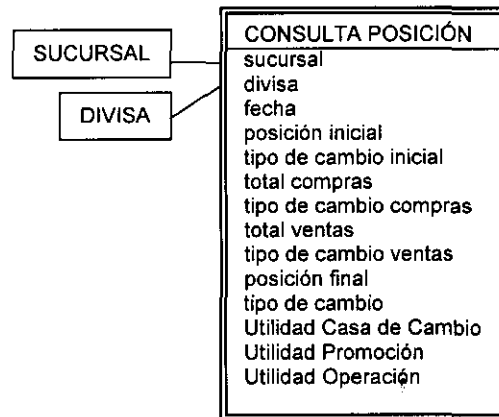 SUCURSAL
DIVISA
CONSULTA POSICIÓN
sucursal
divisa
fecha
posición inicial
tipo de cambio inicial
total compras
tipo de cambio compras
total ventas
tipo de cambio ventas
posición final
tipo de cambio
Utilidad Casa de Cambio
Utilidad Promoción
Utilidad Operación